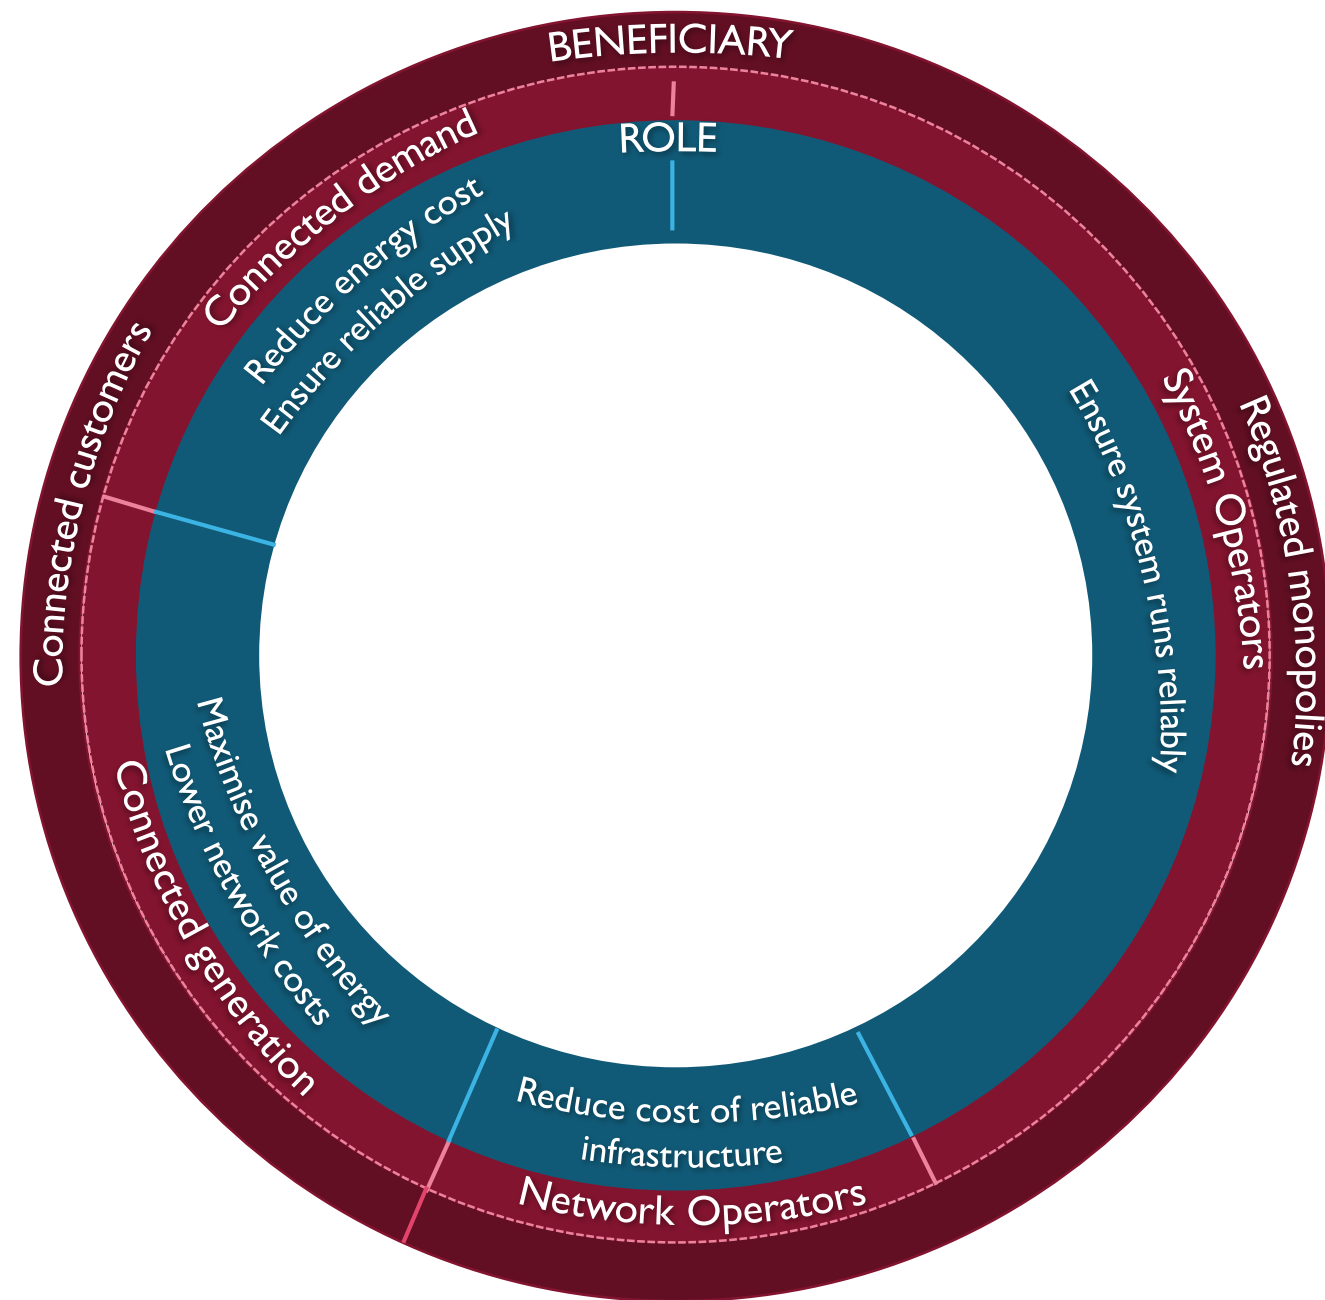 BENEFICIARY
ROLE
Connected customers
Connected demand
Reduce energy cost
Ensure reliable supply
Regulated monopolies
System Operators
Ensure system runs reliably
Connected generation
Maximise value of energy
Lower network costs
Reduce cost of reliable
infrastructure
Network Operators